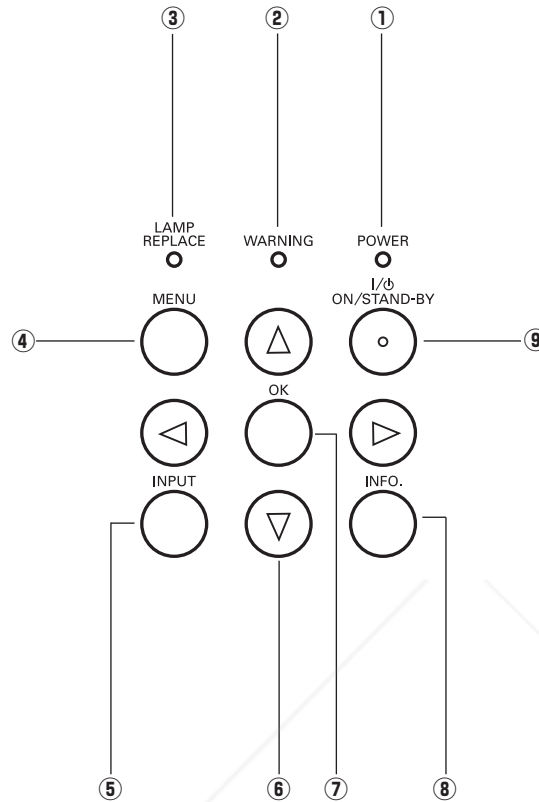 ③ ② ①
LAMP
REPLACE WARNING POWER
I/⏻
MENU ON/STAND-BY
④ ⑨
OK
INPUT INFO.
⑤ ⑥ ⑦ ⑧